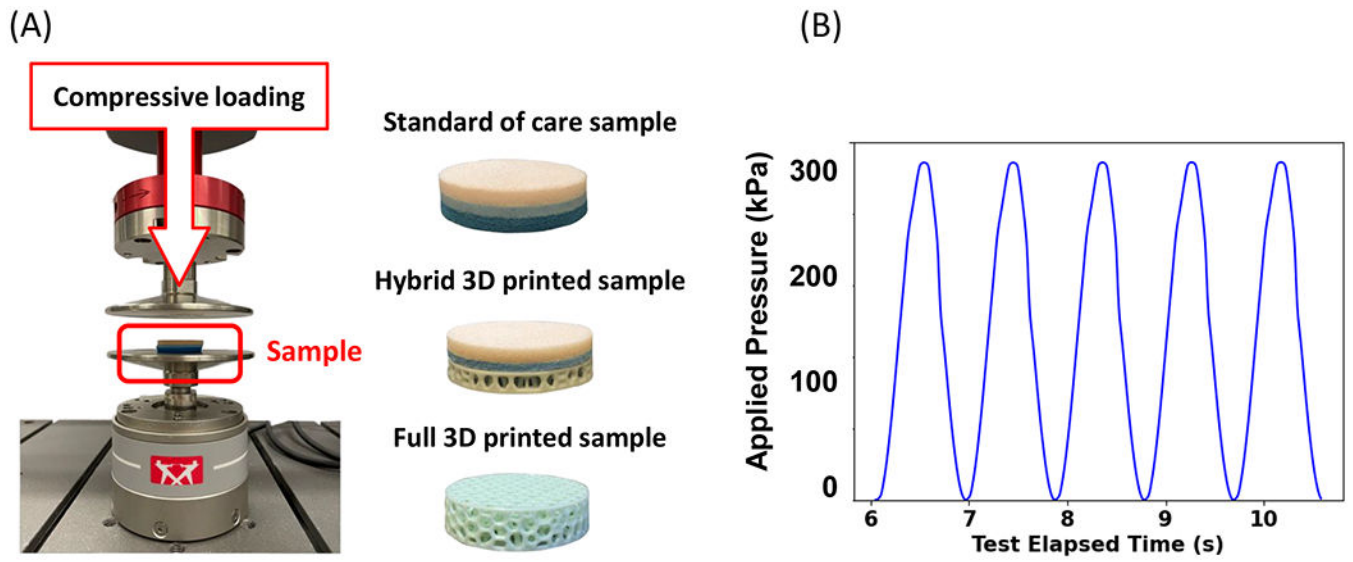 (A)
Compressive loading
Sample
Standard of care sample
Hybrid 3D printed sample
Full 3D printed sample
(B)
Applied Pressure (kPa)
300
200
100
0
6 7 8 9 10
Test Elapsed Time (s)